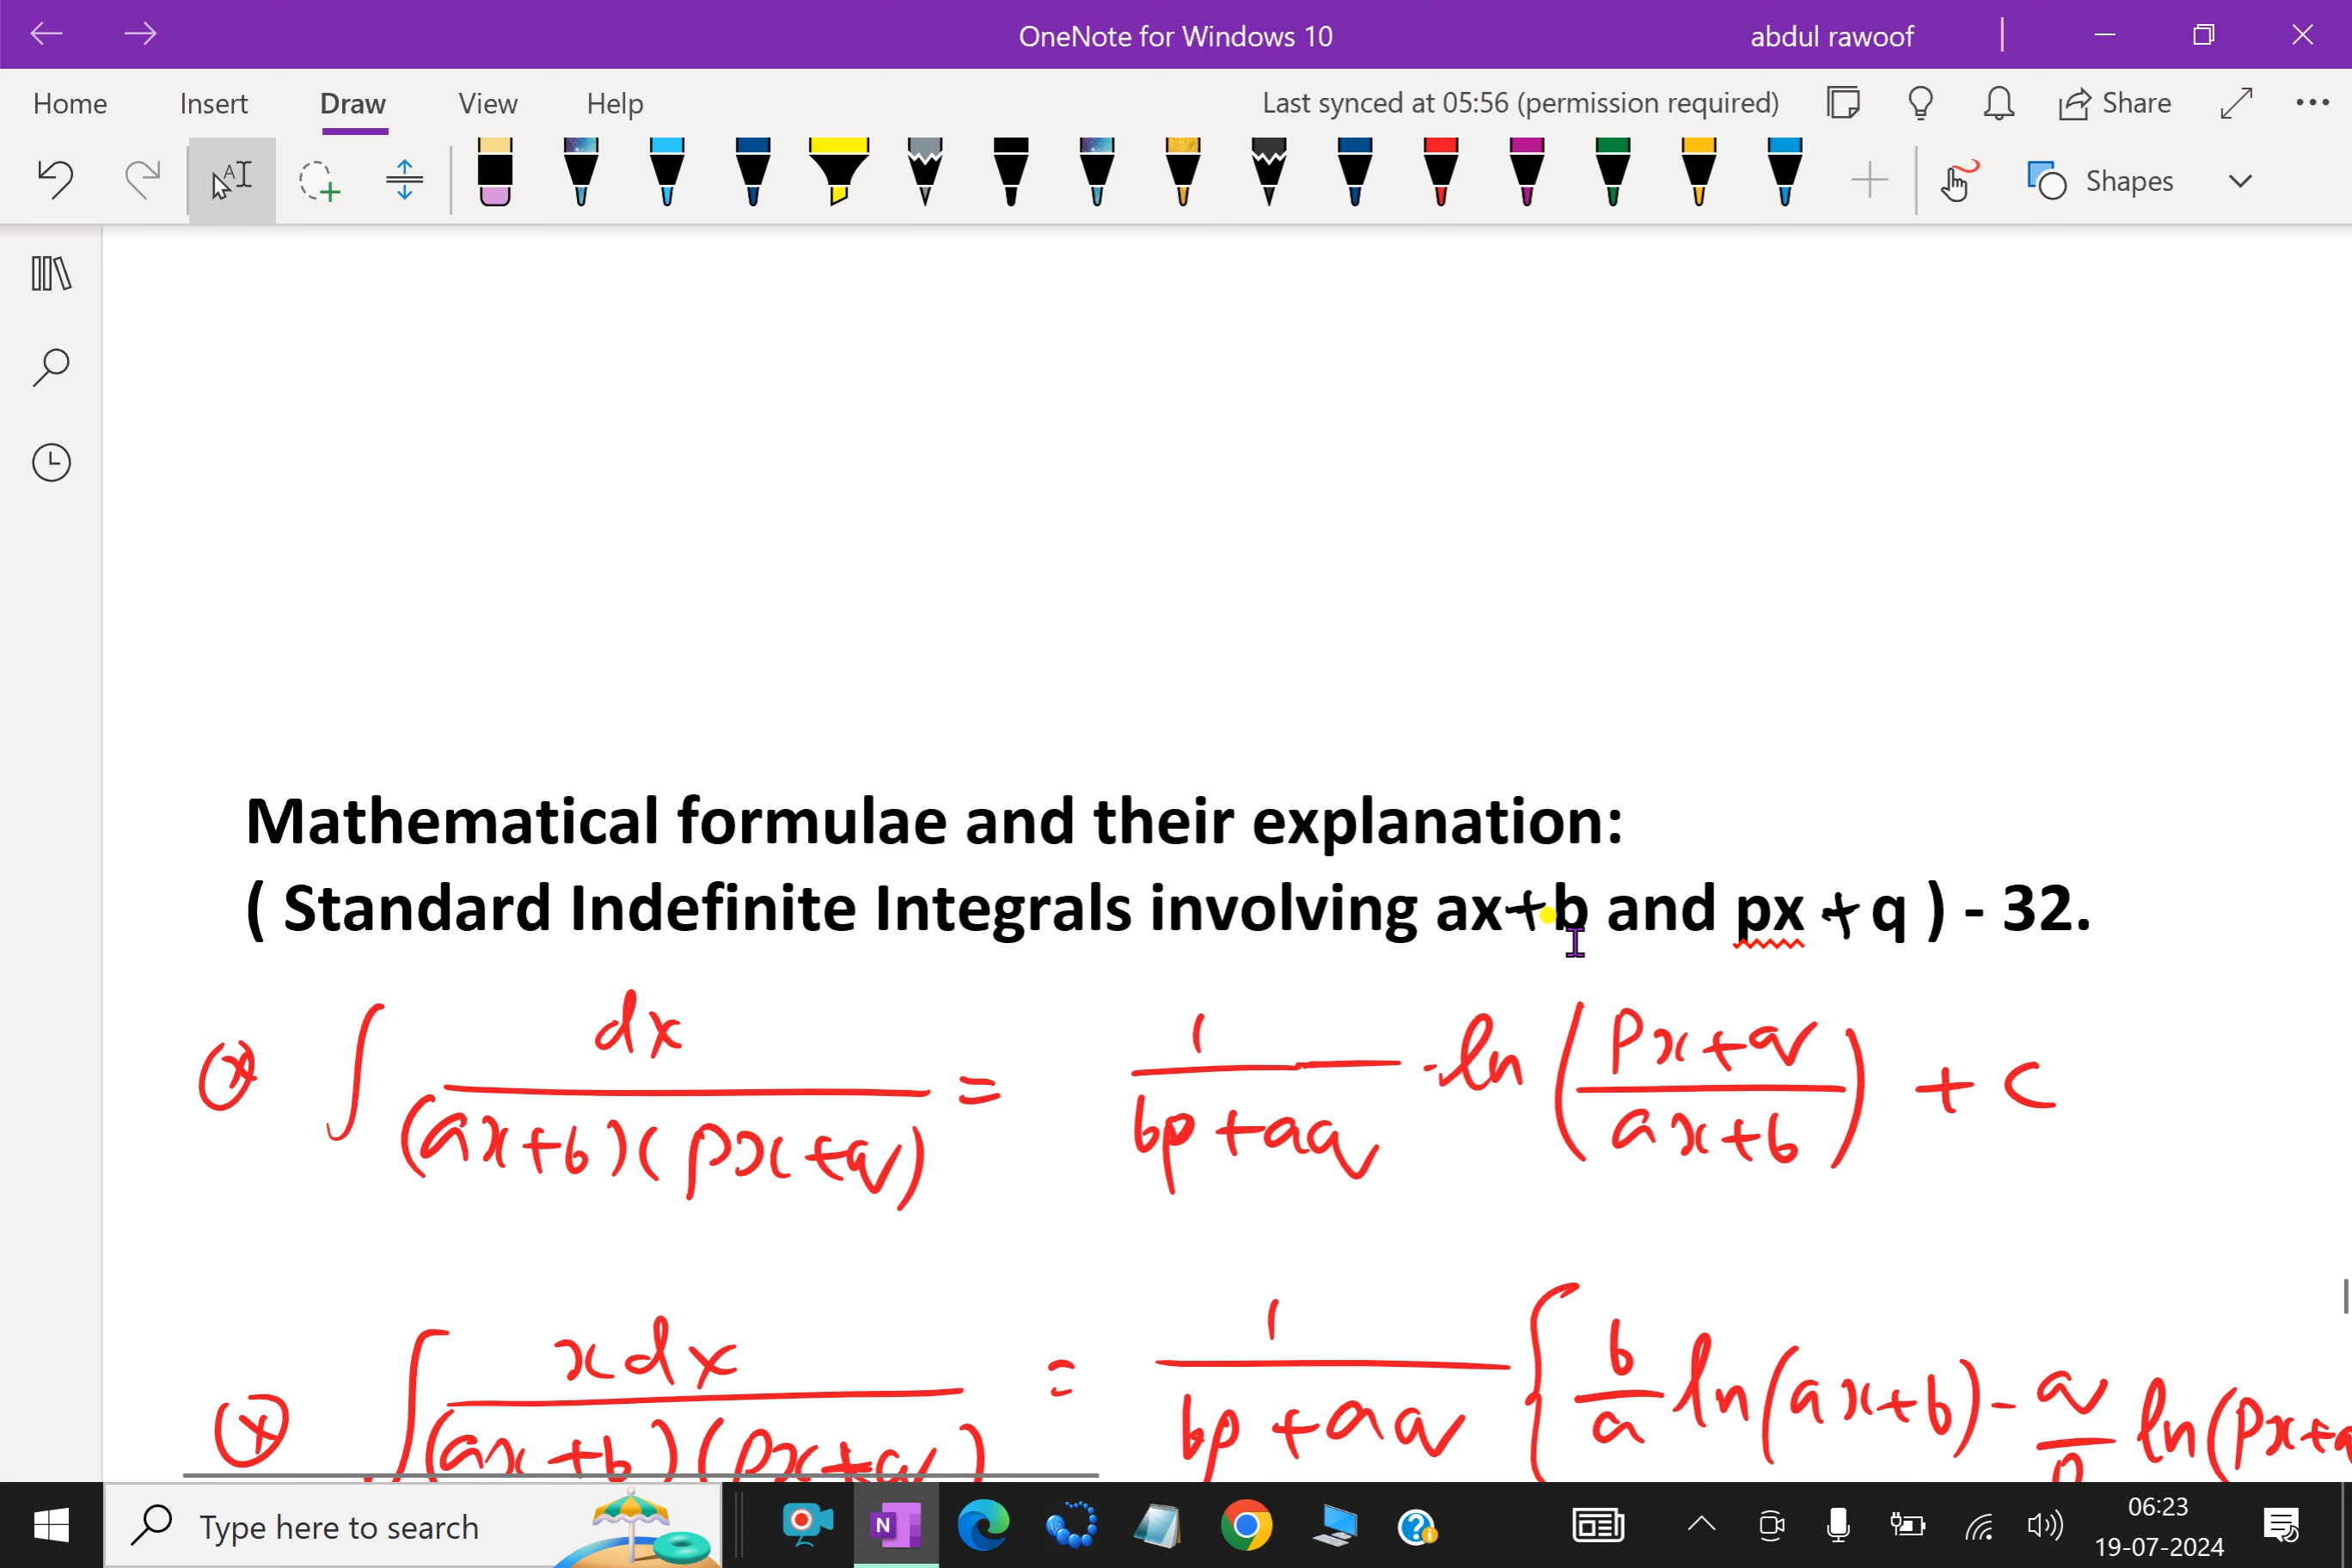 OneNote for Windows 10
abdul rawoof
Home Insert Draw View Help
Last synced at 05:56 (permission required)
Share
Shapes
Mathematical formulae and their explanation:
( Standard Indefinite Integrals involving ax+b and px + q ) - 32.
(*) ∫ dx / (ax+b)(px+q) = 1 / (bp+aq) . ln ( (px+q) / (ax+b) ) + c
(*) ∫ x dx / (ax+b)(px+q) = 1 / (bp+aq) { b/a ln(ax+b) - q/p ln(px+q
Type here to search
06:23
19-07-2024